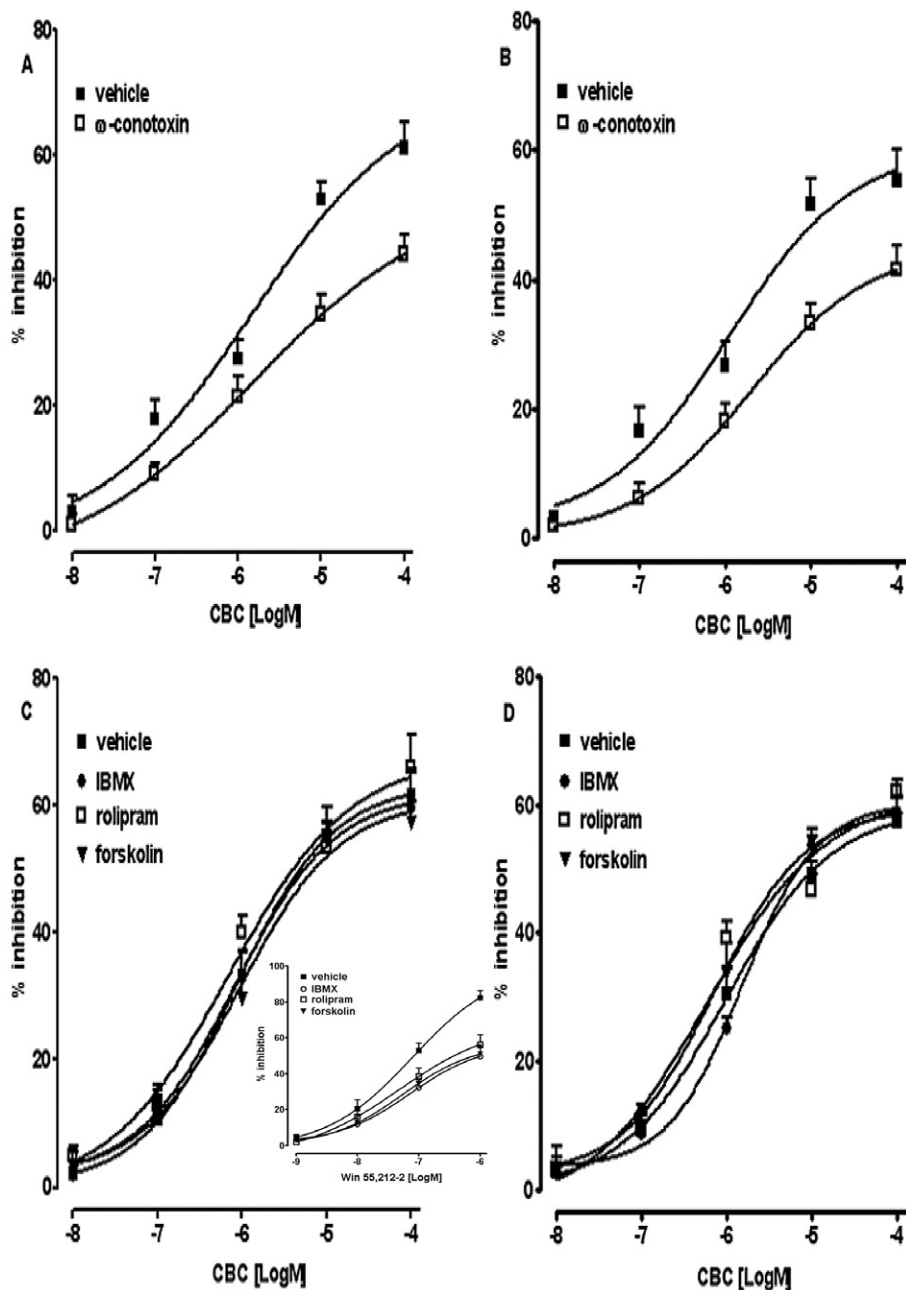 A
80
60
40
20
0
% inhibition
vehicle
ω-conotoxin
-8 -7 -6 -5 -4
CBC [LogM]
B
80
60
40
20
0
% inhibition
vehicle
ω-conotoxin
-8 -7 -6 -5 -4
CBC [LogM]
C
80
60
40
20
0
% inhibition
vehicle
IBMX
rolipram
forskolin
100
80
60
40
20
0
% inhibition
vehicle
IBMX
rolipram
forskolin
-9 -8 -7 -6
Win 55,212-2 [LogM]
-8 -7 -6 -5 -4
CBC [LogM]
D
80
60
40
20
0
% inhibition
vehicle
IBMX
rolipram
forskolin
-8 -7 -6 -5 -4
CBC [LogM]